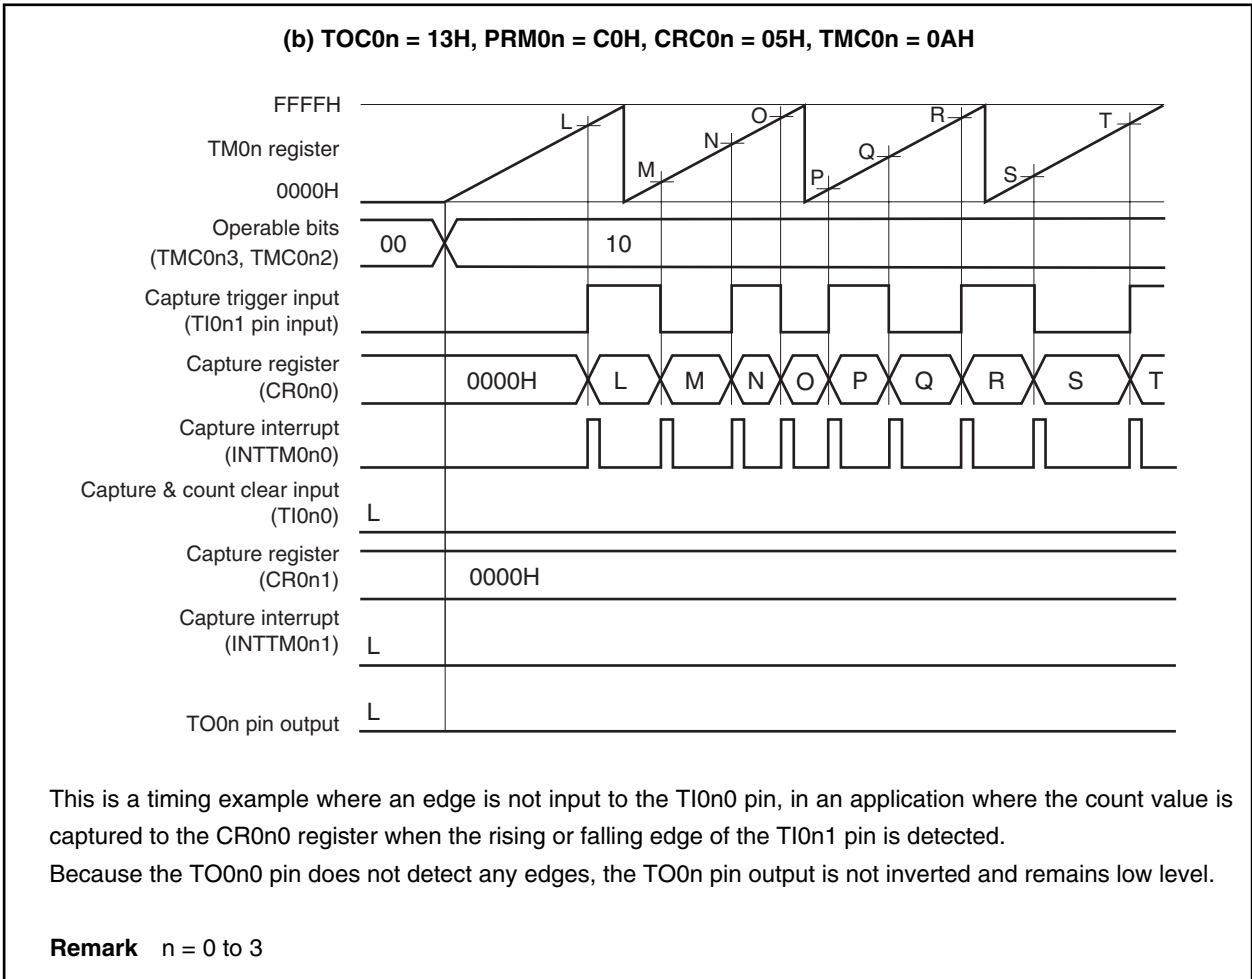 (b) TOC0n = 13H, PRM0n = C0H, CRC0n = 05H, TMC0n = 0AH
FFFFH
TM0n register
0000H
L
M
N
O
P
Q
R
S
T
Operable bits
(TMC0n3, TMC0n2)
00
10
Capture trigger input
(TI0n1 pin input)
Capture register
(CR0n0)
0000H
L
M
N
O
P
Q
R
S
T
Capture interrupt
(INTTM0n0)
Capture & count clear input
(TI0n0)
L
Capture register
(CR0n1)
0000H
Capture interrupt
(INTTM0n1)
L
TO0n pin output
L
This is a timing example where an edge is not input to the TI0n0 pin, in an application where the count value is
captured to the CR0n0 register when the rising or falling edge of the TI0n1 pin is detected.
Because the TO0n0 pin does not detect any edges, the TO0n pin output is not inverted and remains low level.
Remark n = 0 to 3